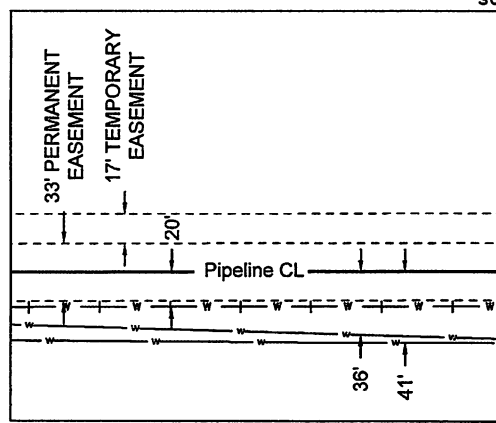 33' PERMANENT
EASEMENT
17' TEMPORARY
EASEMENT
20'
Pipeline CL
W W W W W W W
W W W W W
W W W W
36'
41'